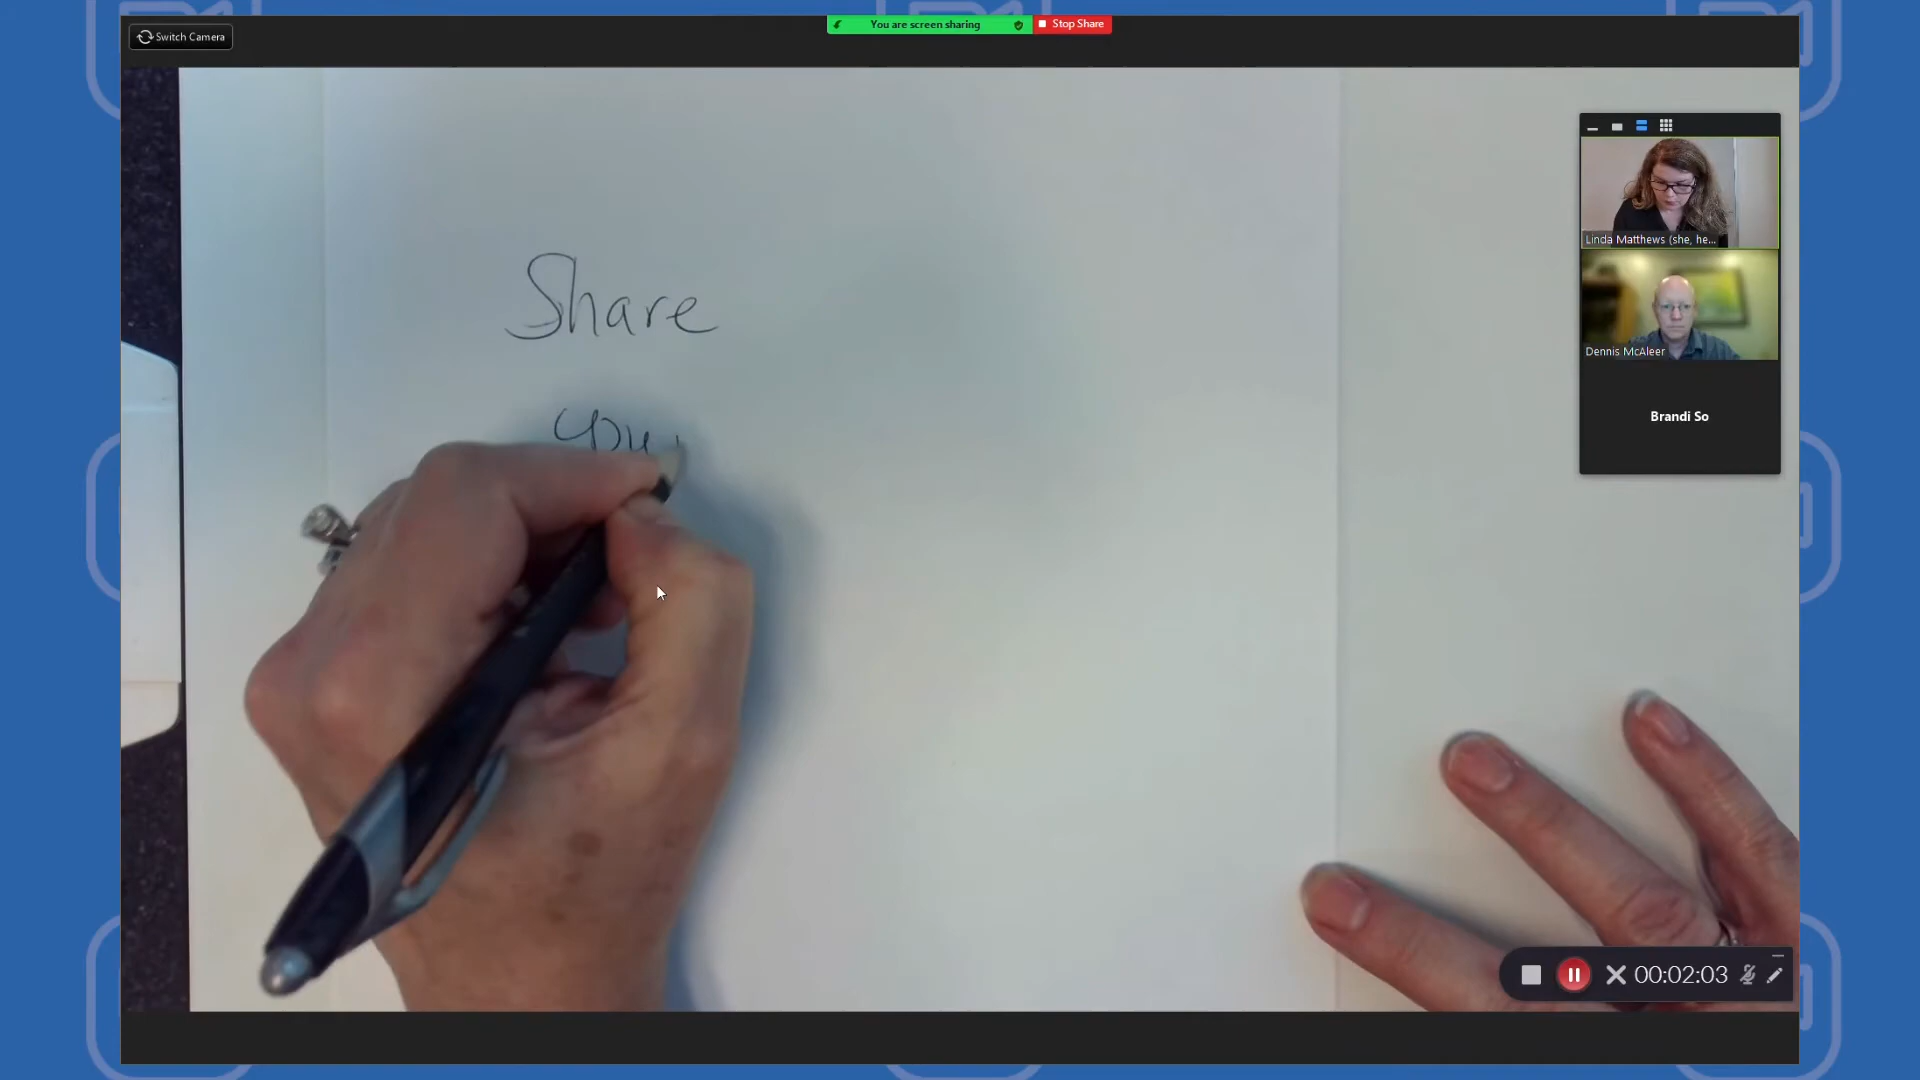 Switch Camera
You are screen sharing
Stop Share
Share
you
Linda Matthews (she, he...
Dennis McAleer
Brandi So
00:02:03